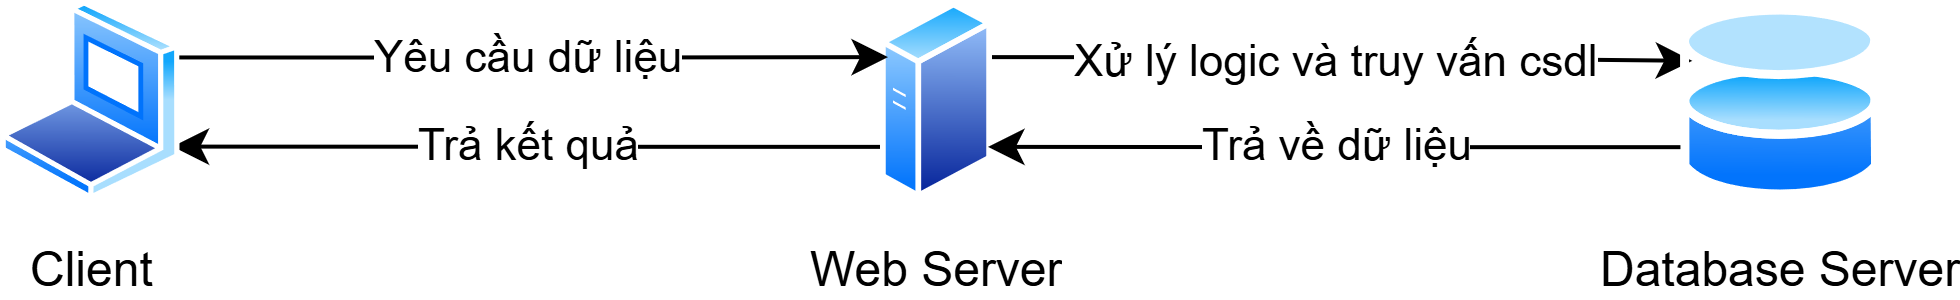 Yêu cầu dữ liệu
Xử lý logic và truy vấn csdl
Trả kết quả
Trả về dữ liệu
Client
Web Server
Database Server